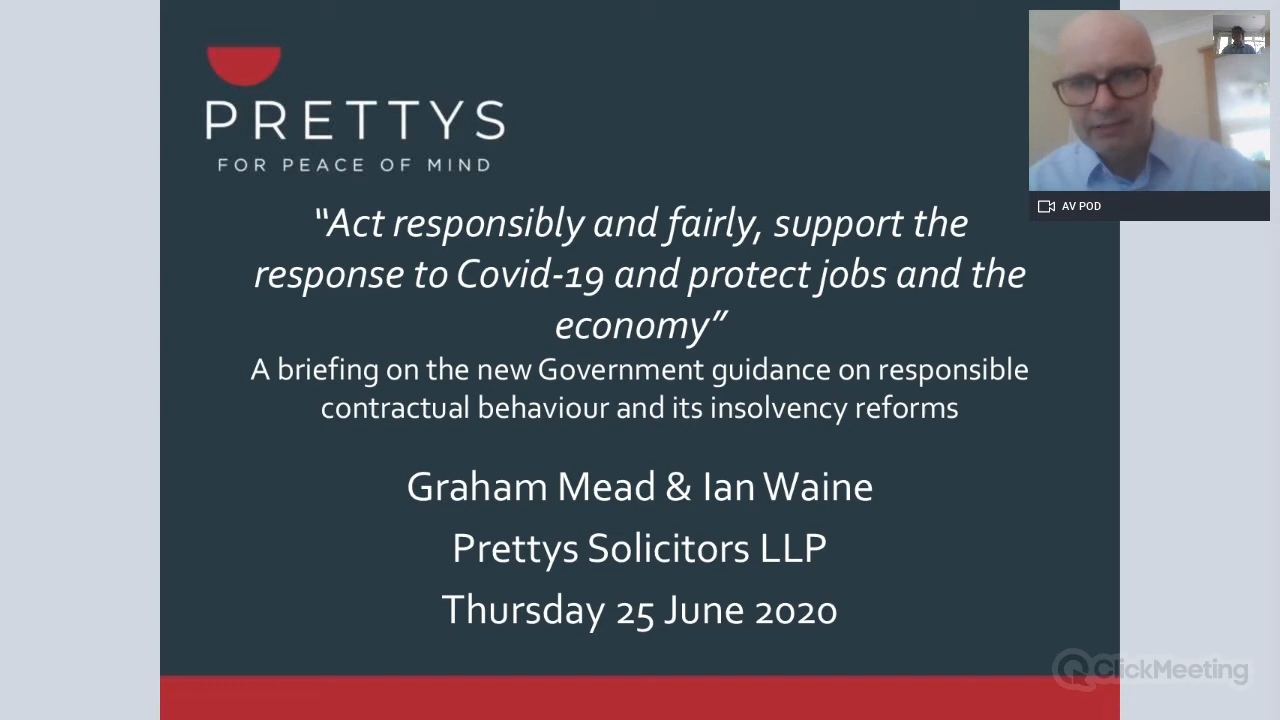 PRETTYS
FOR PEACE OF MIND
“Act responsibly and fairly, support the
response to Covid-19 and protect jobs and the
economy”
A briefing on the new Government guidance on responsible
contractual behaviour and its insolvency reforms
Graham Mead & Ian Waine
Prettys Solicitors LLP
Thursday 25 June 2020
AV POD
ClickMeeting